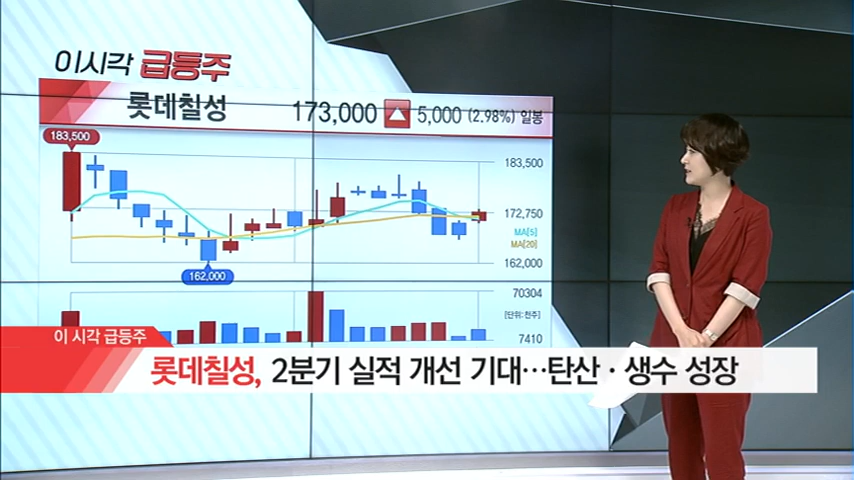 이시각 급등주
롯데칠성 173,000 ▲ 5,000 (2.98%) 일봉
183,500
183,500
172,750
MA[5]
MA[20]
162,000
162,000
70304
[단위: 천주]
7410
이 시각 급등주
롯데칠성, 2분기 실적 개선 기대…탄산·생수 성장